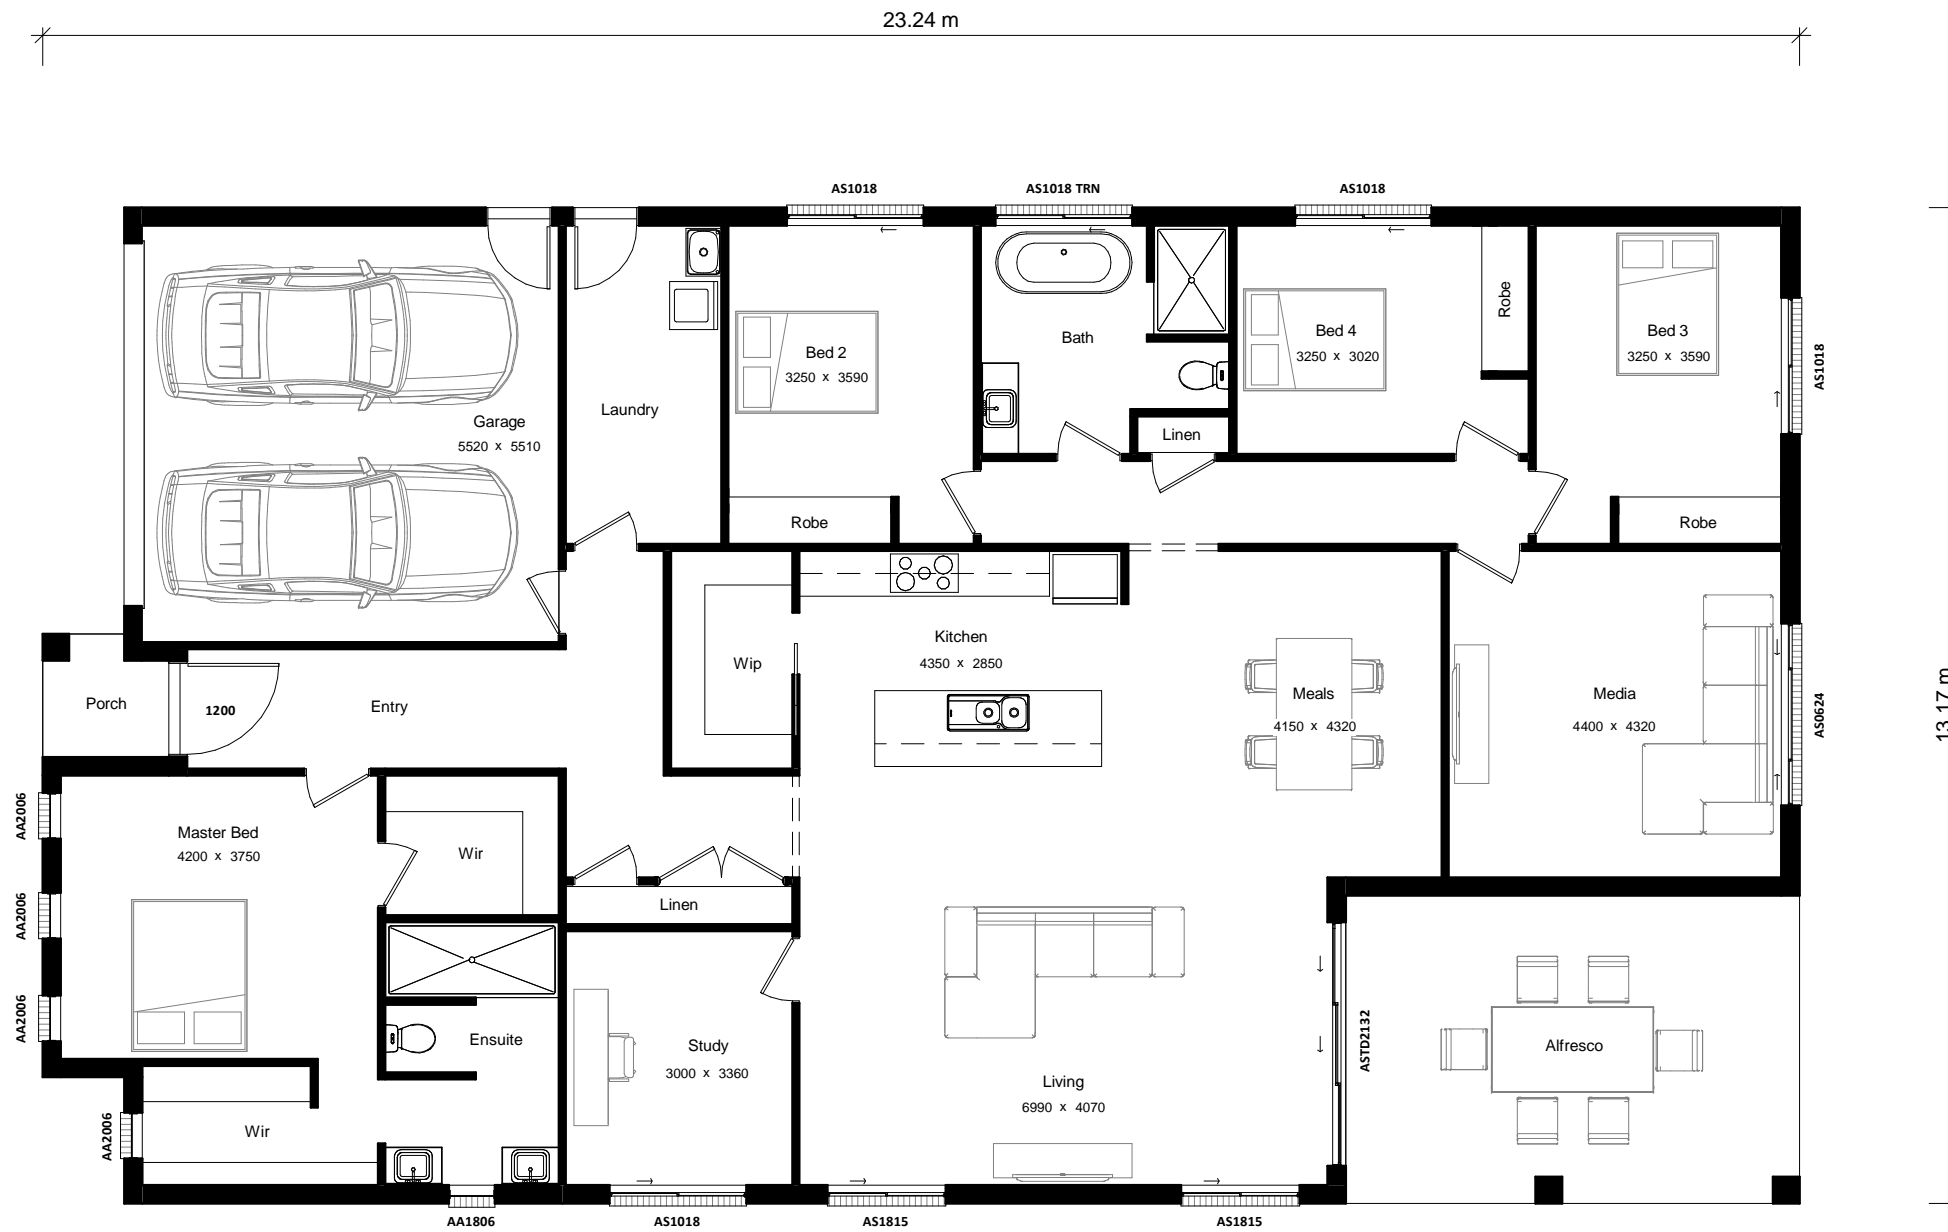 23.24 m
AS1018
AS1018 TRN
AS1018
Bed 2
3250 x 3590
Bath
Bed 4
3250 x 3020
Robe
Bed 3
3250 x 3590
AS1018
Garage
5520 x 5510
Laundry
Linen
Robe
Robe
Kitchen
4350 x 2850
Wip
Porch
1200
Entry
Meals
4150 x 4320
Media
4400 x 4320
AS0624
13.17 m
AA2006
Master Bed
4200 x 3750
Wir
AA2006
Linen
AA2006
Ensuite
Study
3000 x 3360
Living
6990 x 4070
ASTD2132
Alfresco
AA2006
Wir
AA1806
AS1018
AS1815
AS1815